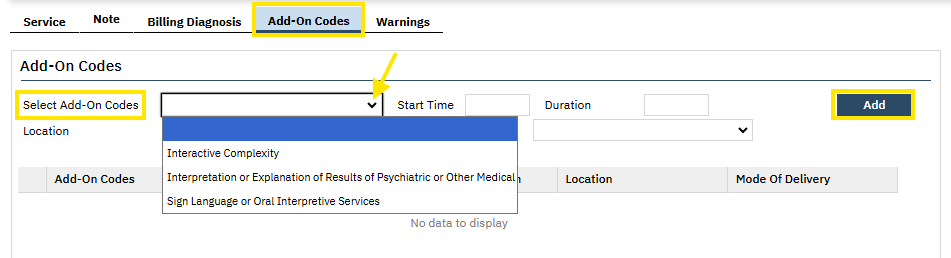 Service Note Billing Diagnosis Add-On Codes Warnings
Add-On Codes
Select Add-On Codes Start Time Duration Add
Location
Interactive Complexity
Interpretation or Explanation of Results of Psychiatric or Other Medical
Sign Language or Oral Interpretive Services
Add-On Codes Location Mode Of Delivery
No data to display